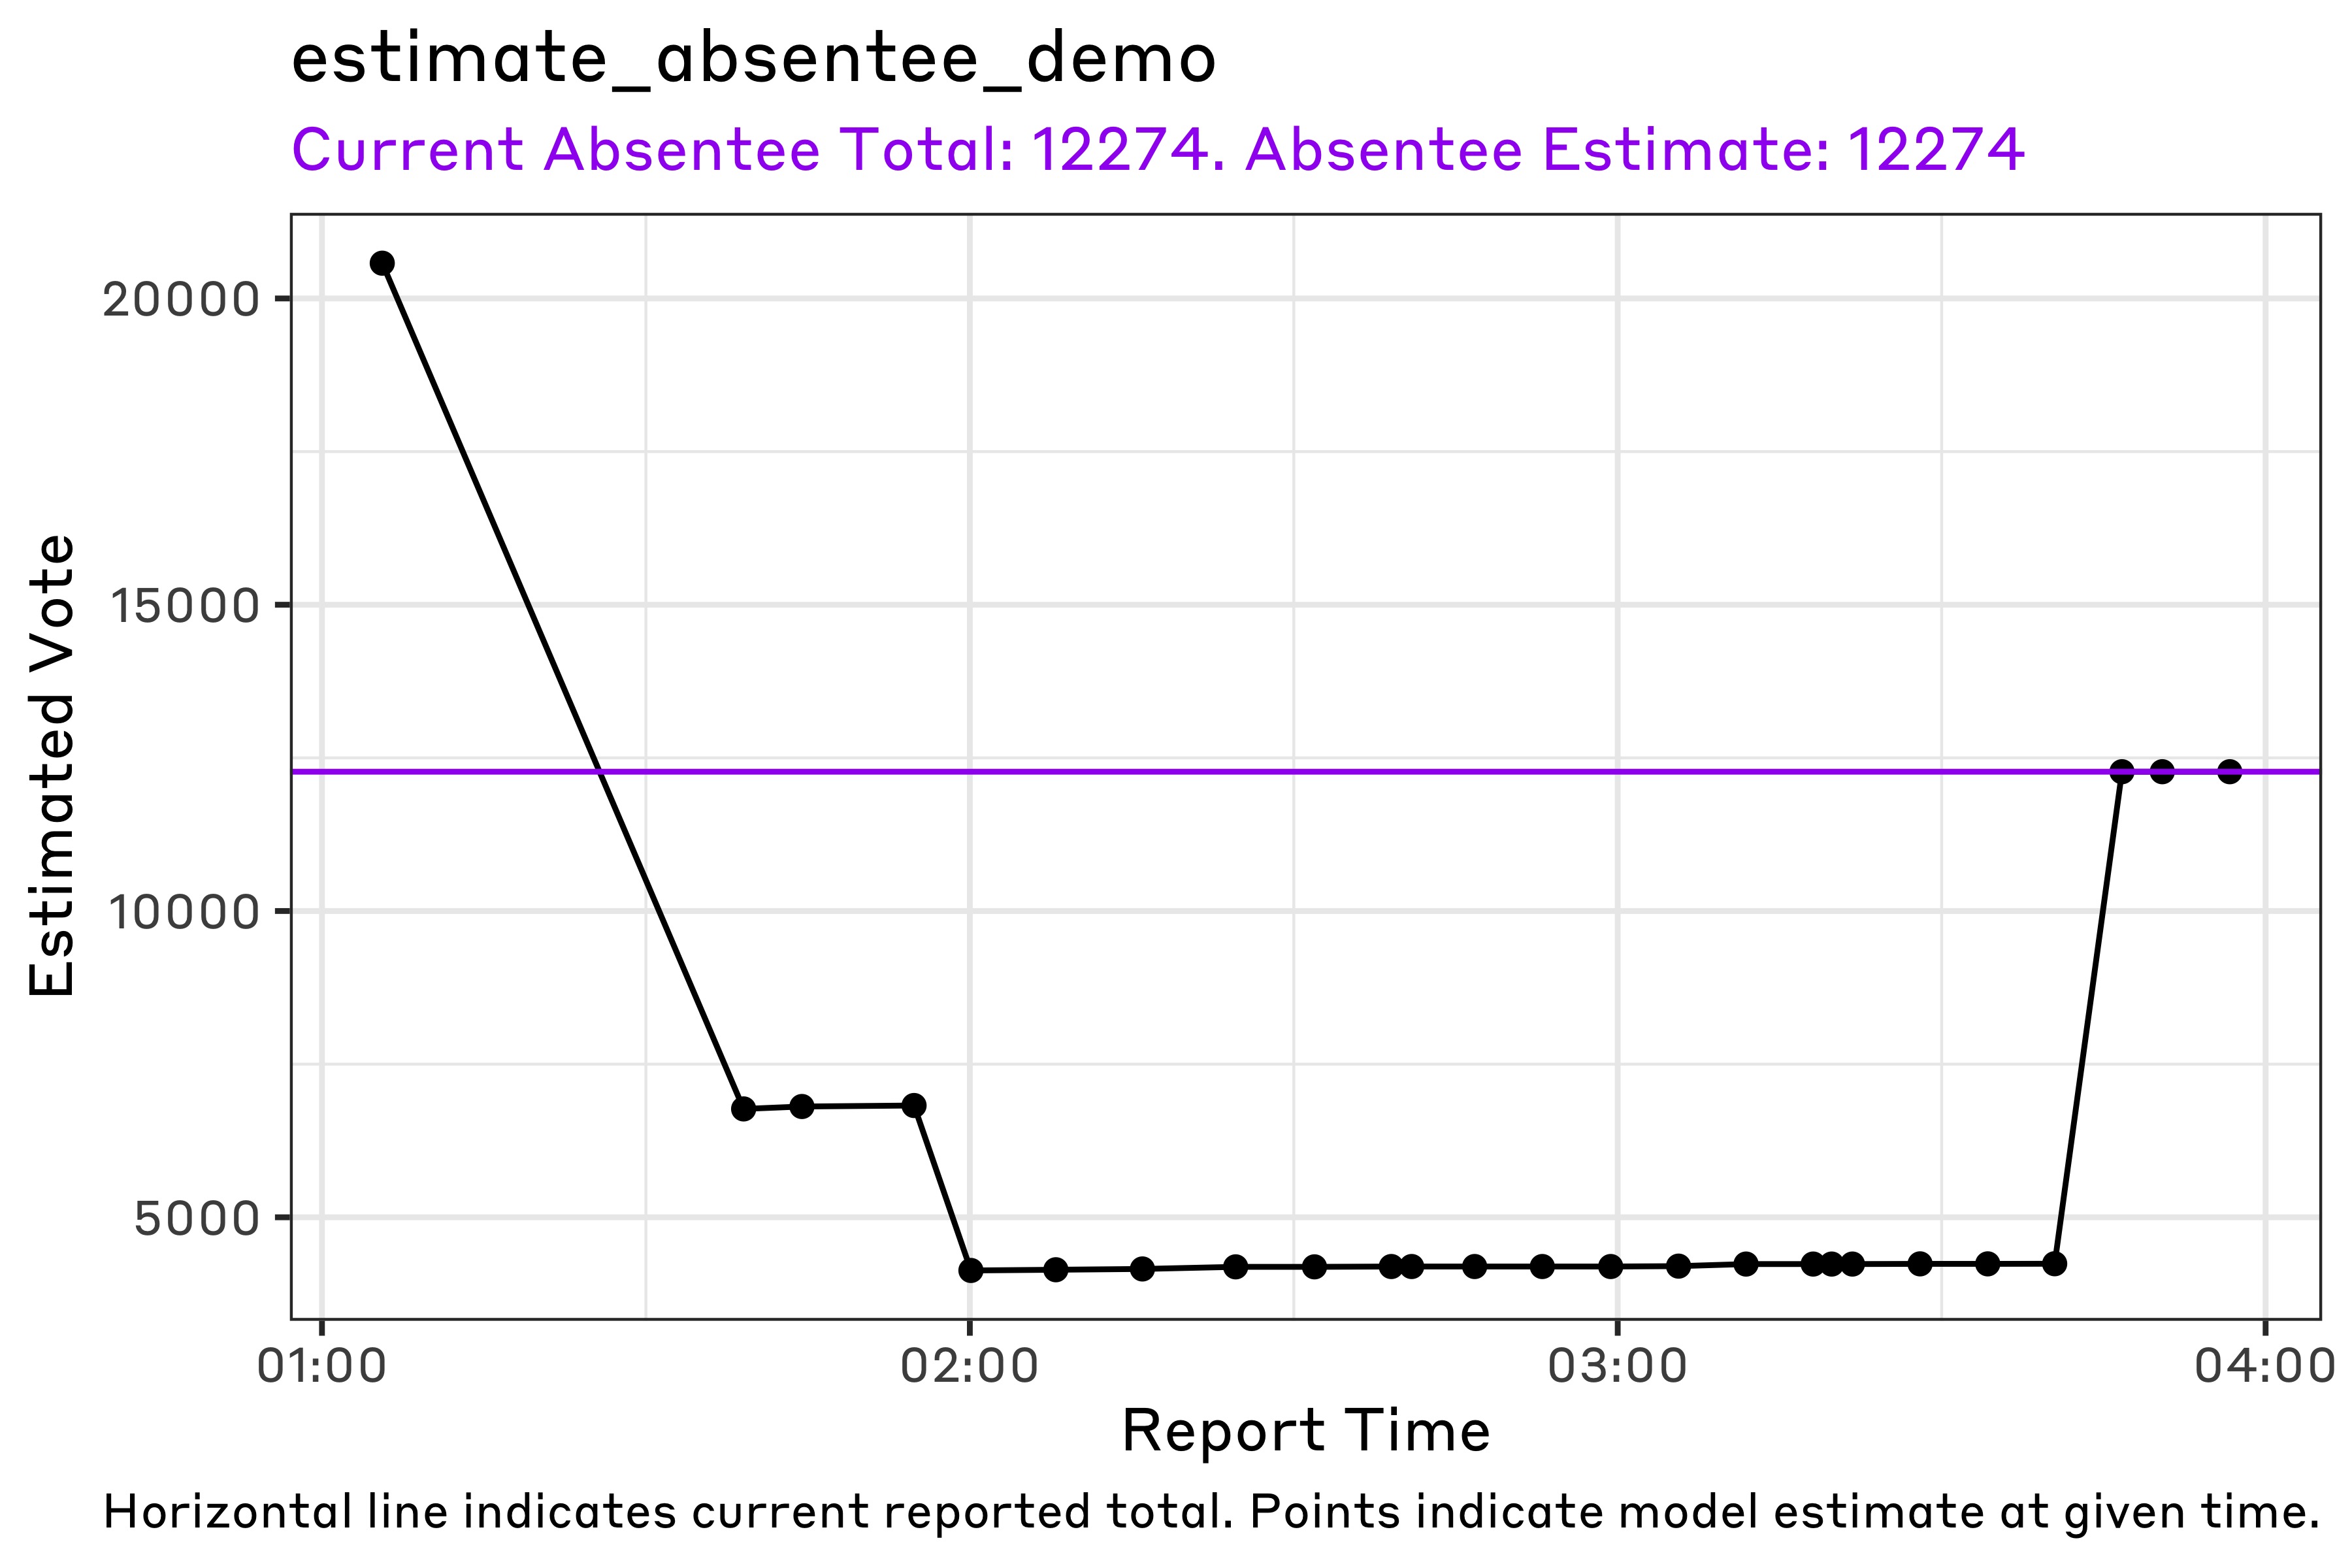 estimate_absentee_demo
Current Absentee Total: 12274. Absentee Estimate: 12274
20000
15000
10000
5000
Estimated Vote
01:00 02:00 03:00 04:00
Report Time
Horizontal line indicates current reported total. Points indicate model estimate at given time.